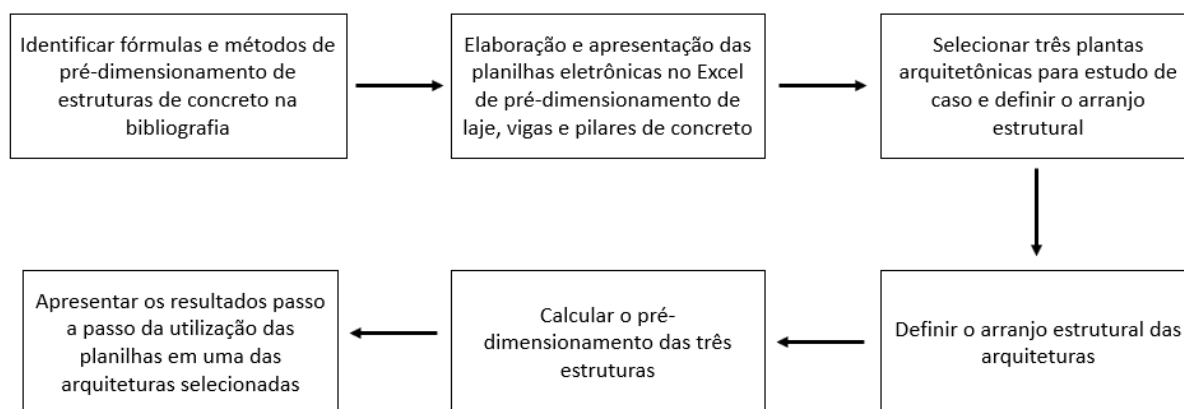 Identificar fórmulas e métodos de
pré-dimensionamento de
estruturas de concreto na
bibliografia
Elaboração e apresentação das
planilhas eletrônicas no Excel
de pré-dimensionamento de
laje, vigas e pilares de concreto
Selecionar três plantas
arquitetônicas para estudo de
caso e definir o arranjo
estrutural
Definir o arranjo estrutural das
arquiteturas
Calcular o pré-
dimensionamento das três
estruturas
Apresentar os resultados passo
a passo da utilização das
planilhas em uma das
arquiteturas selecionadas